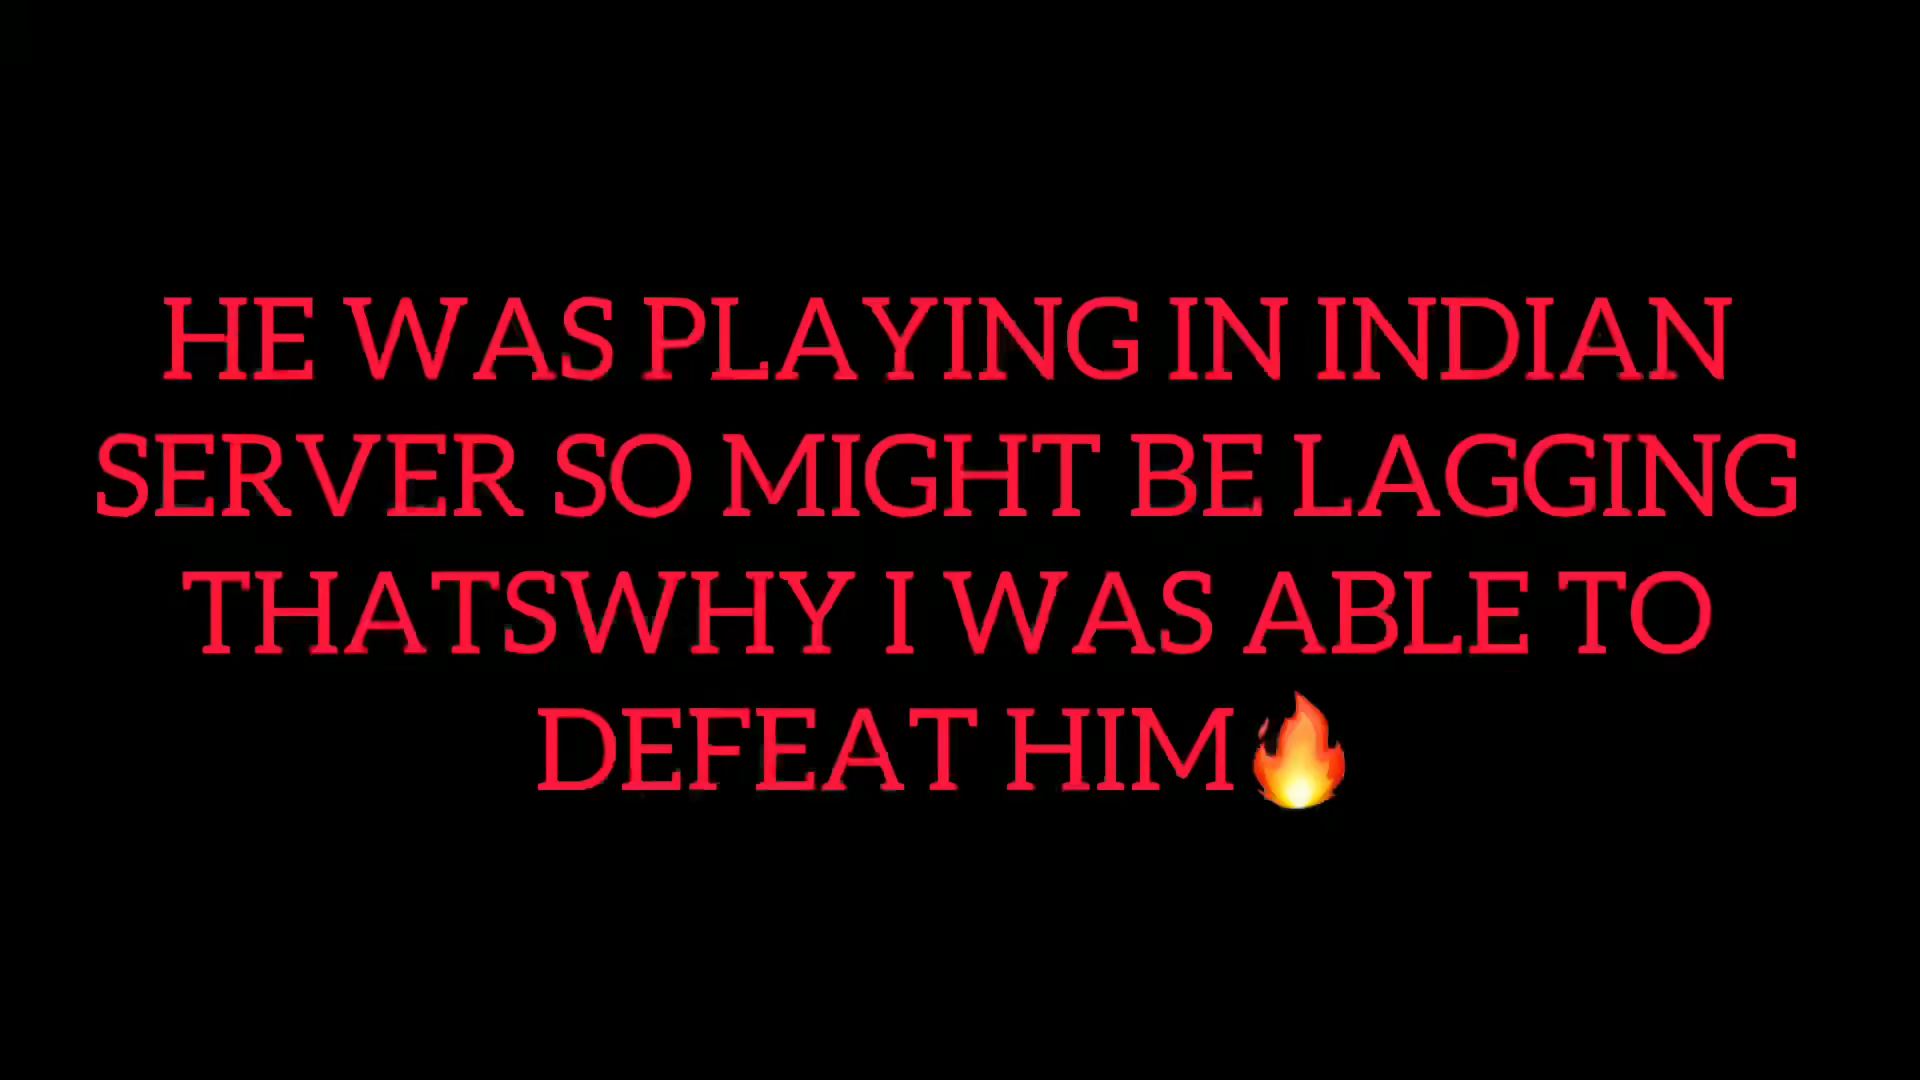 HE WAS PLAYING IN INDIAN
SERVER SO MIGHT BE LAGGING
THATSWHY I WAS ABLE TO
DEFEAT HIM🔥